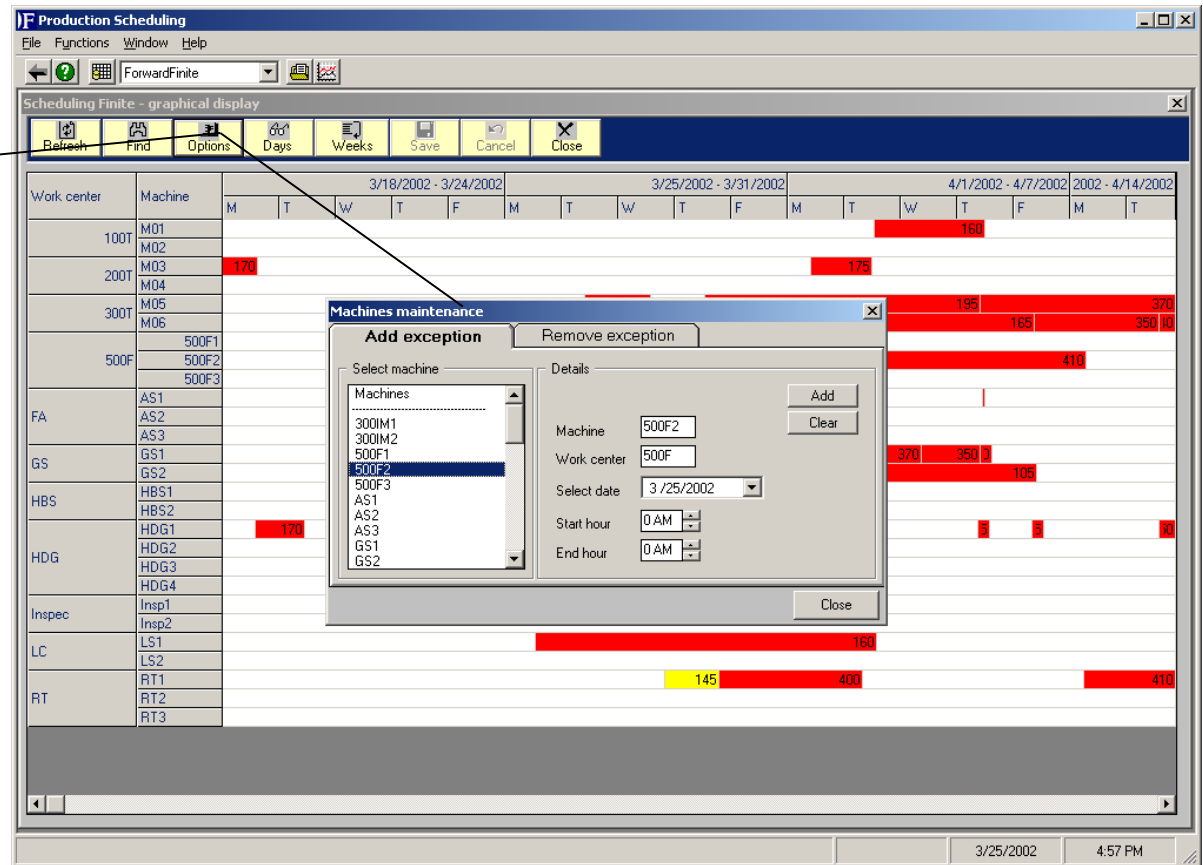 Production Scheduling
File Functions Window Help
ForwardFinite
Scheduling Finite - graphical display
Refresh Find Options Days Weeks Save Cancel Close
Work center Machine 3/18/2002 - 3/24/2002 3/25/2002 - 3/31/2002 4/1/2002 - 4/7/2002 2002 - 4/14/2002
M T W T F M T W T F M T W T F M T
100T M01 160
M02
200T M03 170 175
M04
300T M05 195 370
M06 165 350
500F1
500F 500F2 410
500F3
AS1
FA AS2
AS3
GS GS1 370 350
GS2 105
HBS HBS1
HBS2
HDG1 170
HDG HDG2
HDG3
HDG4
Inspec Insp1
Insp2
LC LS1 160
LS2
RT1 145 400 410
RT RT2
RT3
Machines maintenance
Add exception Remove exception
Select machine
Machines
300IM1
300IM2
500F1
500F2
500F3
AS1
AS2
AS3
GS1
GS2
Details
Add
Clear
Machine 500F2
Work center 500F
Select date 3 /25/2002
Start hour 0 AM
End hour 0 AM
Close
3/25/2002 4:57 PM